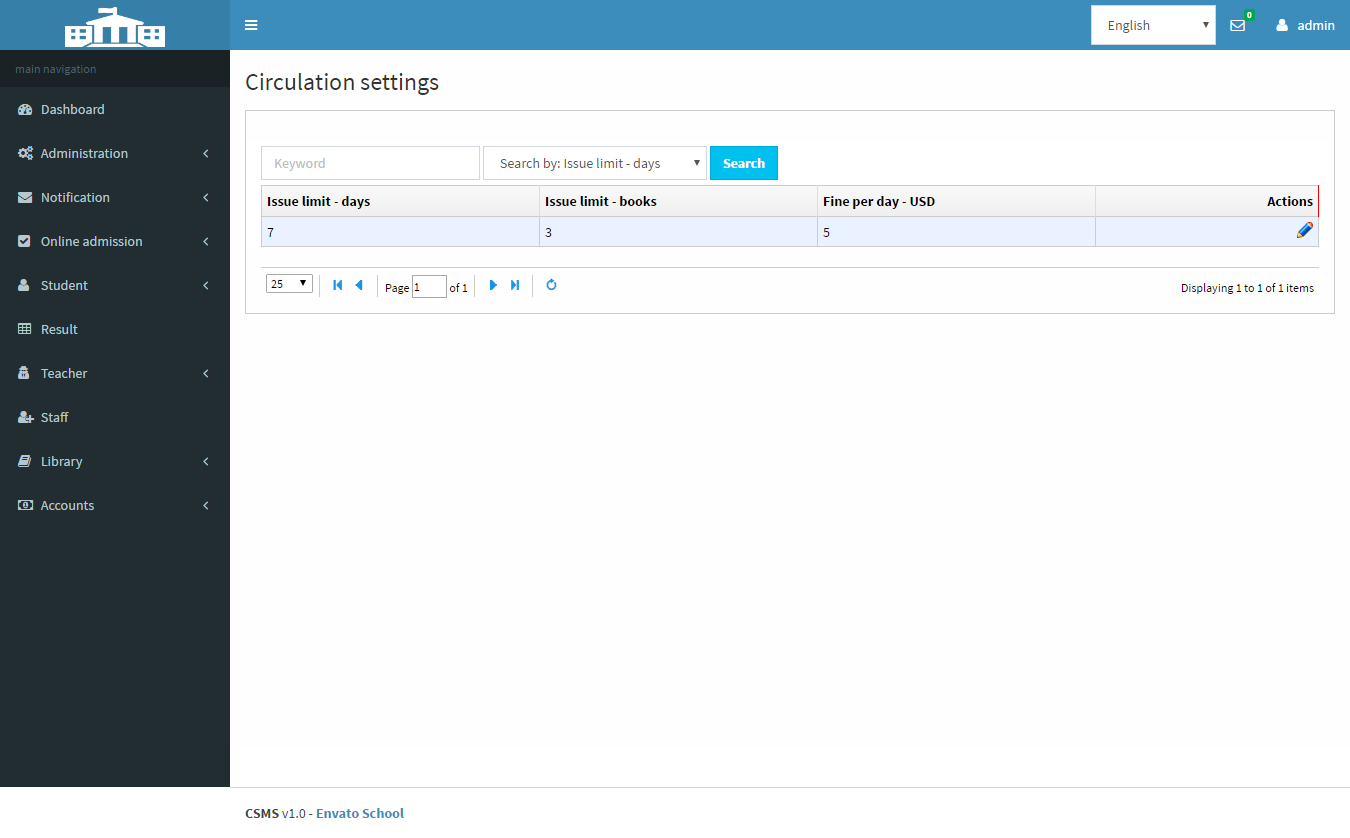 English
0
admin
main navigation
Dashboard
Administration
Notification
Online admission
Student
Result
Teacher
Staff
Library
Accounts
Circulation settings
Keyword
Search by: Issue limit - days
Search
Issue limit - days Issue limit - books Fine per day - USD Actions
7 3 5
25 Page 1 of 1 Displaying 1 to 1 of 1 items
CSMS v1.0 - Envato School